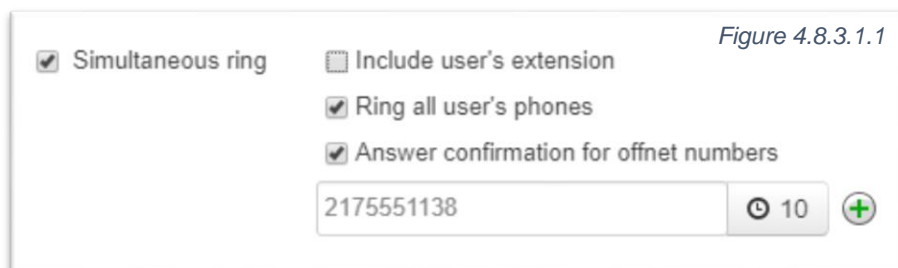 Figure 4.8.3.1.1
Simultaneous ring
Include user's extension
Ring all user's phones
Answer confirmation for offnet numbers
2175551138
10